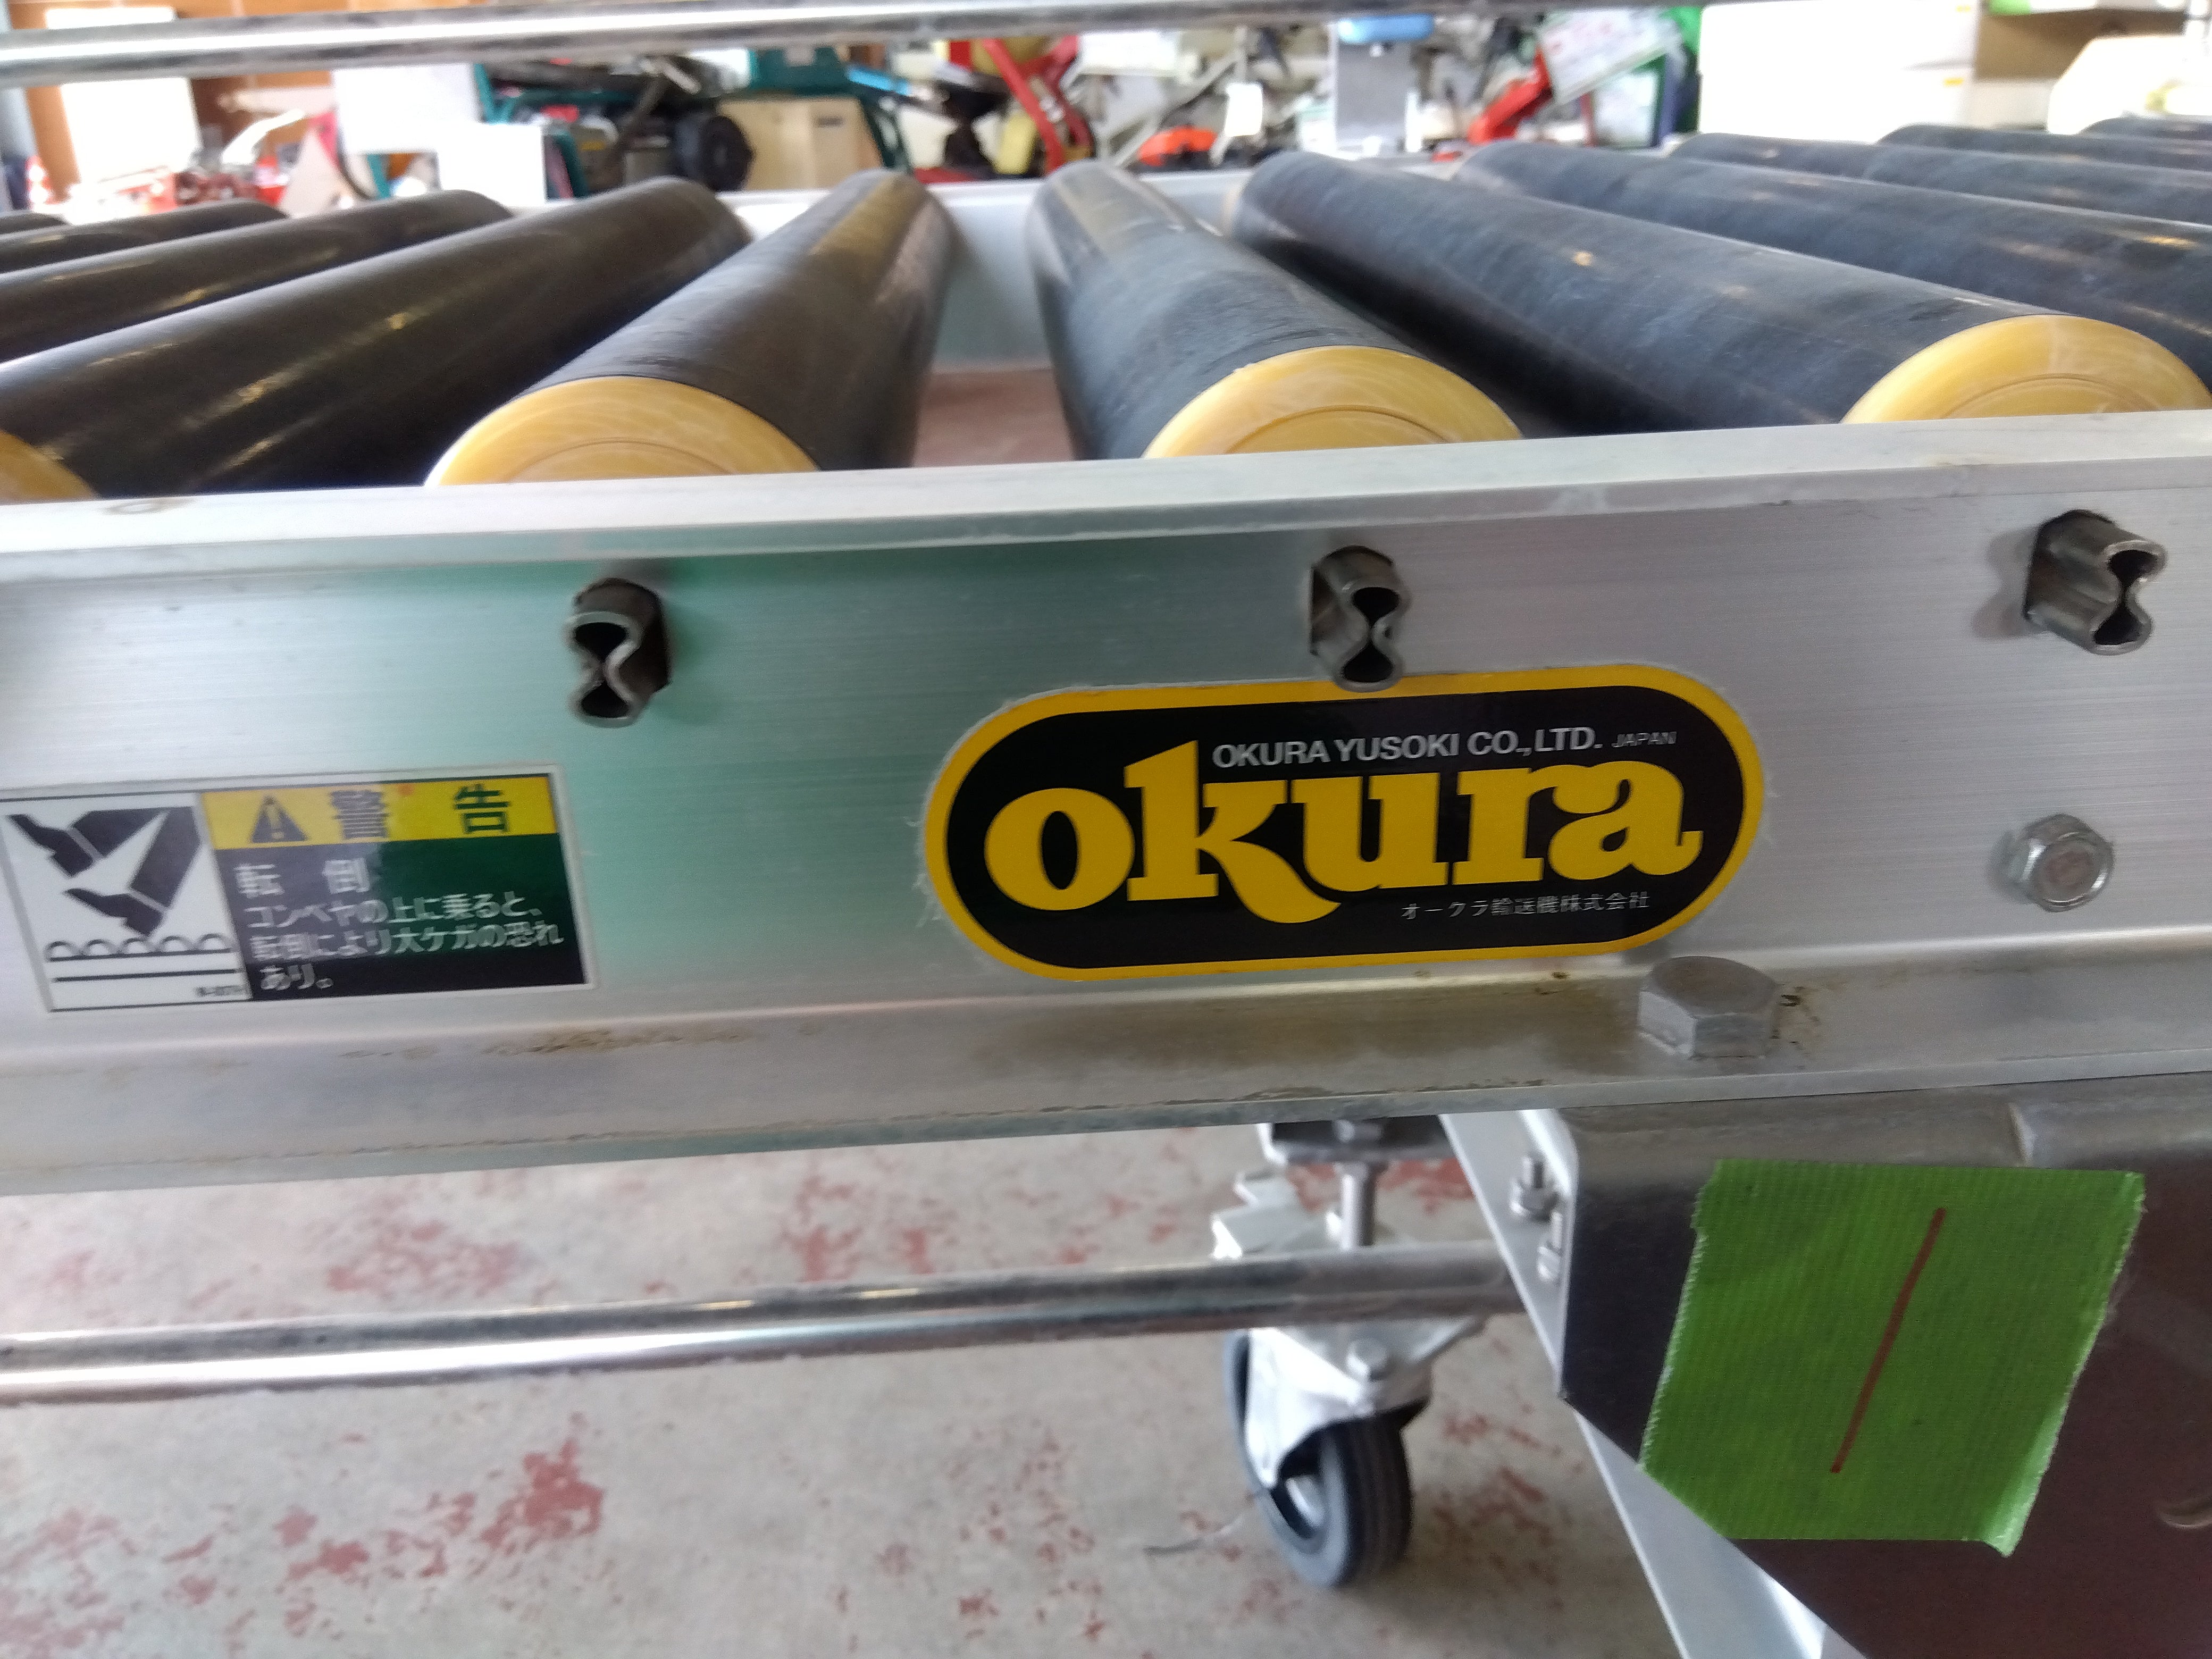 警 告
転 倒
コンベヤの上に乗ると、
転倒により大ケガの恐れ
あり。
OKURA YUSOKI CO.,LTD. JAPAN
okura
オークラ輸送機株式会社